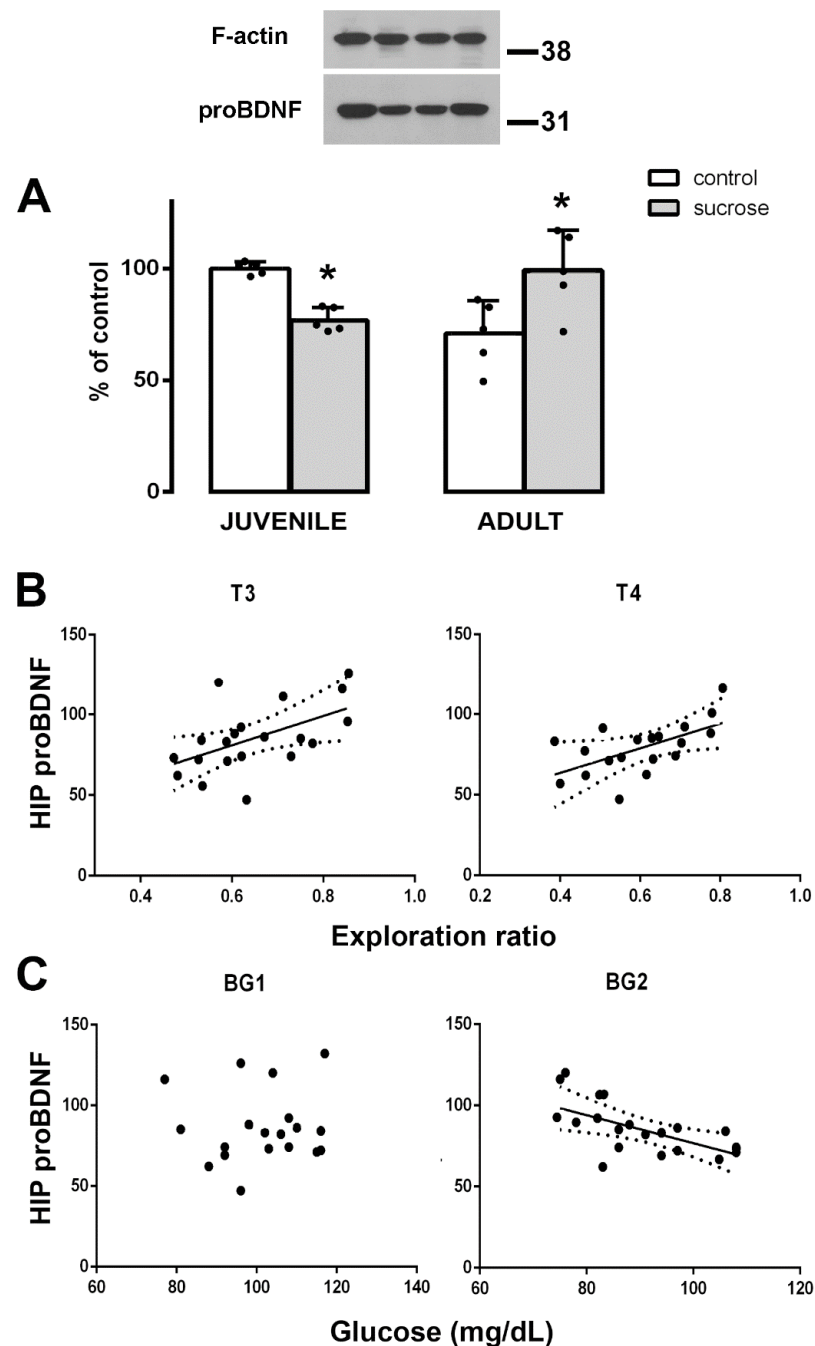 F-actin
38
proBDNF
31
A
control
sucrose
*
*
% of control
100
50
0
JUVENILE
ADULT
B
T3
T4
HIP proBDNF
150
100
50
0
0.4
0.6
0.8
1.0
150
100
50
0
0.2
0.4
0.6
0.8
1.0
Exploration ratio
C
BG1
BG2
HIP proBDNF
150
100
50
0
60
80
100
120
140
150
100
50
0
60
80
100
120
Glucose (mg/dL)